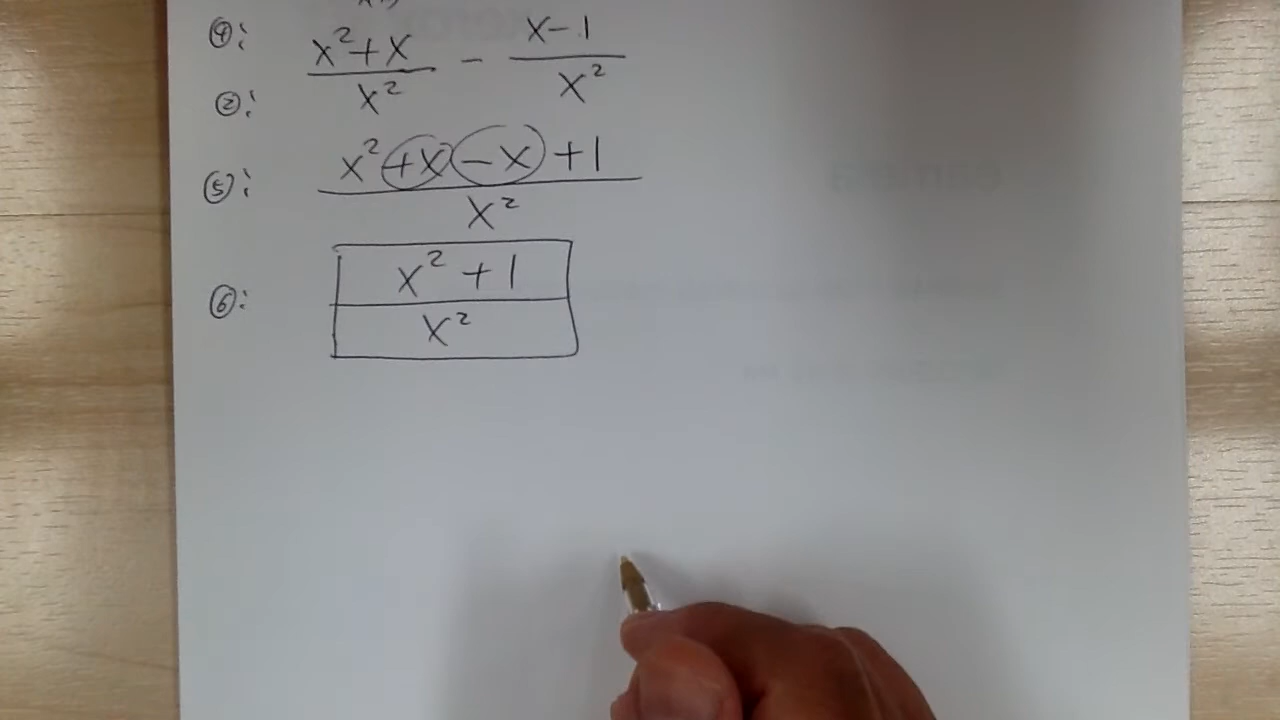 ④: x²+x / x² − x−1 / x²
②:
⑤: x² +x −x +1 / x²
⑥: x² + 1 / x²